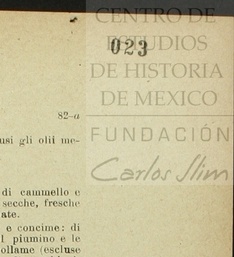 CENTRO DE
023
ESTUDIOS
DE HISTORIA
DE MEXICO
82-a
FUNDACIÓN
usi gli olii me-
Carlos Slim
di cammello e
secche, fresche
ate.
e concime: di
l piumino e le
ollame (escluse